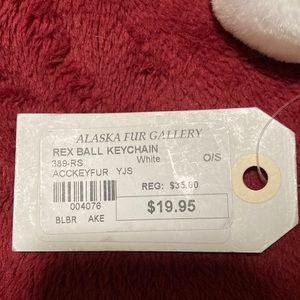 ALASKA FUR GALLERY
REX BALL KEYCHAIN
389-RS White O/S
ACCKEYFUR YJS
REG: $35.00
004076 $19.95
BLBR AKE